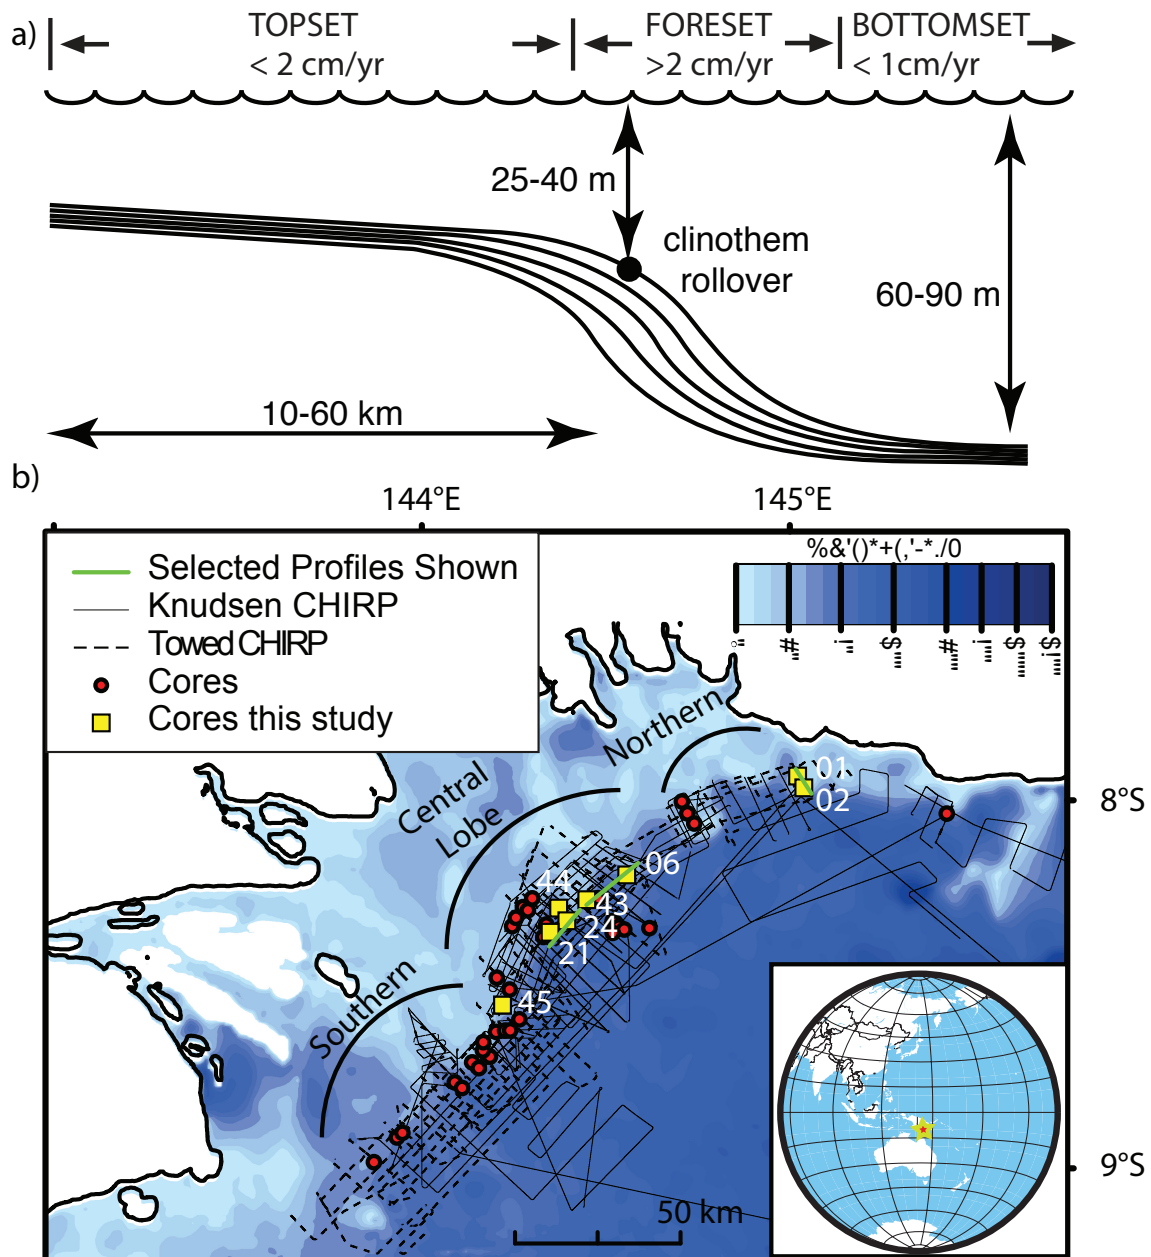 a)
TOPSET
FORESET
BOTTOMSET
< 2 cm/yr
>2 cm/yr
< 1cm/yr
25-40 m
clinothem
rollover
60-90 m
10-60 km
b)
144°E
145°E
Selected Profiles Shown
Knudsen CHIRP
Towed CHIRP
Cores
Cores this study
%&'()*+(,'-*./0
Northern
Central
Lobe
Southern
01
02
06
44
43
24
21
45
8°S
9°S
50 km